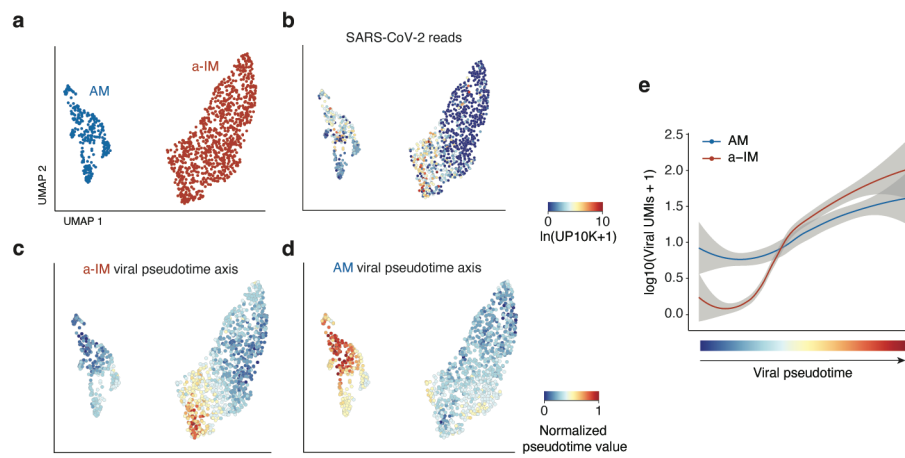 a
AM
a-IM
UMAP 2
UMAP 1
b
SARS-CoV-2 reads
0 10
ln(UP10K+1)
c
a-IM viral pseudotime axis
d
AM viral pseudotime axis
0 1
Normalized
pseudotime value
e
AM
a–IM
log10(Viral UMIs + 1)
2.5
2.0
1.5
1.0
0.5
0.0
Viral pseudotime